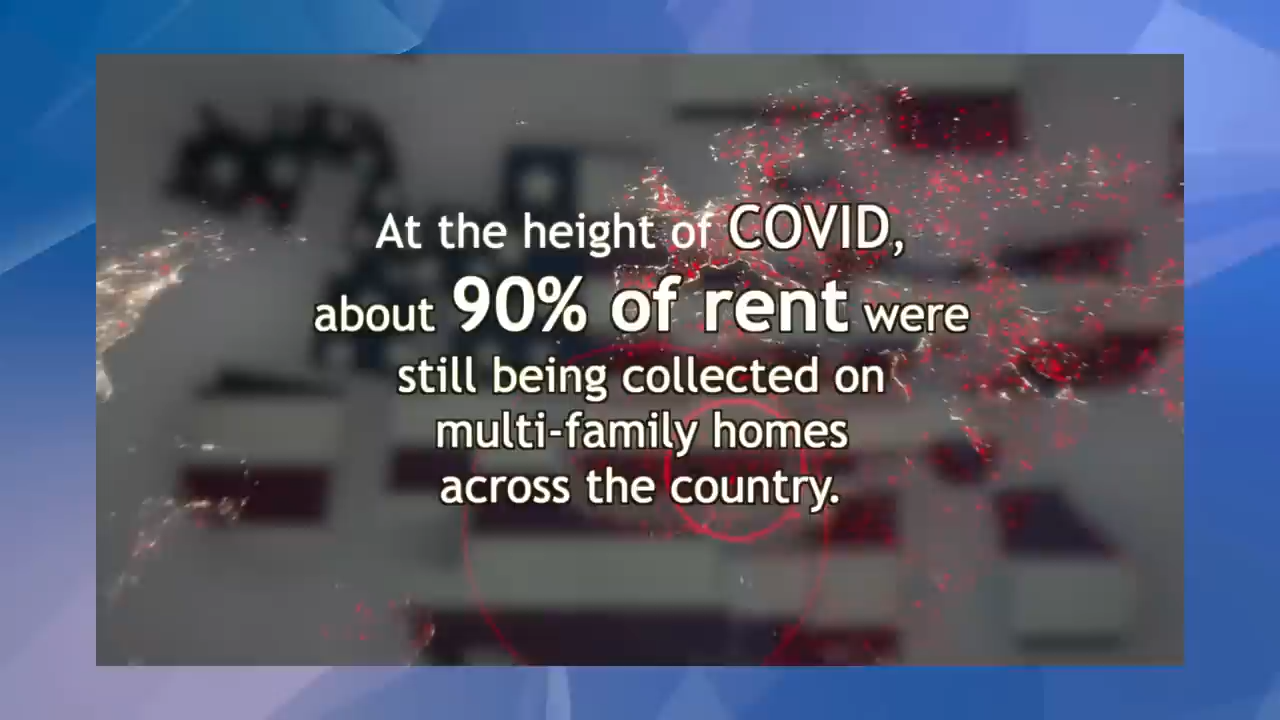 At the height of COVID,
about 90% of rent were
still being collected on
multi-family homes
across the country.